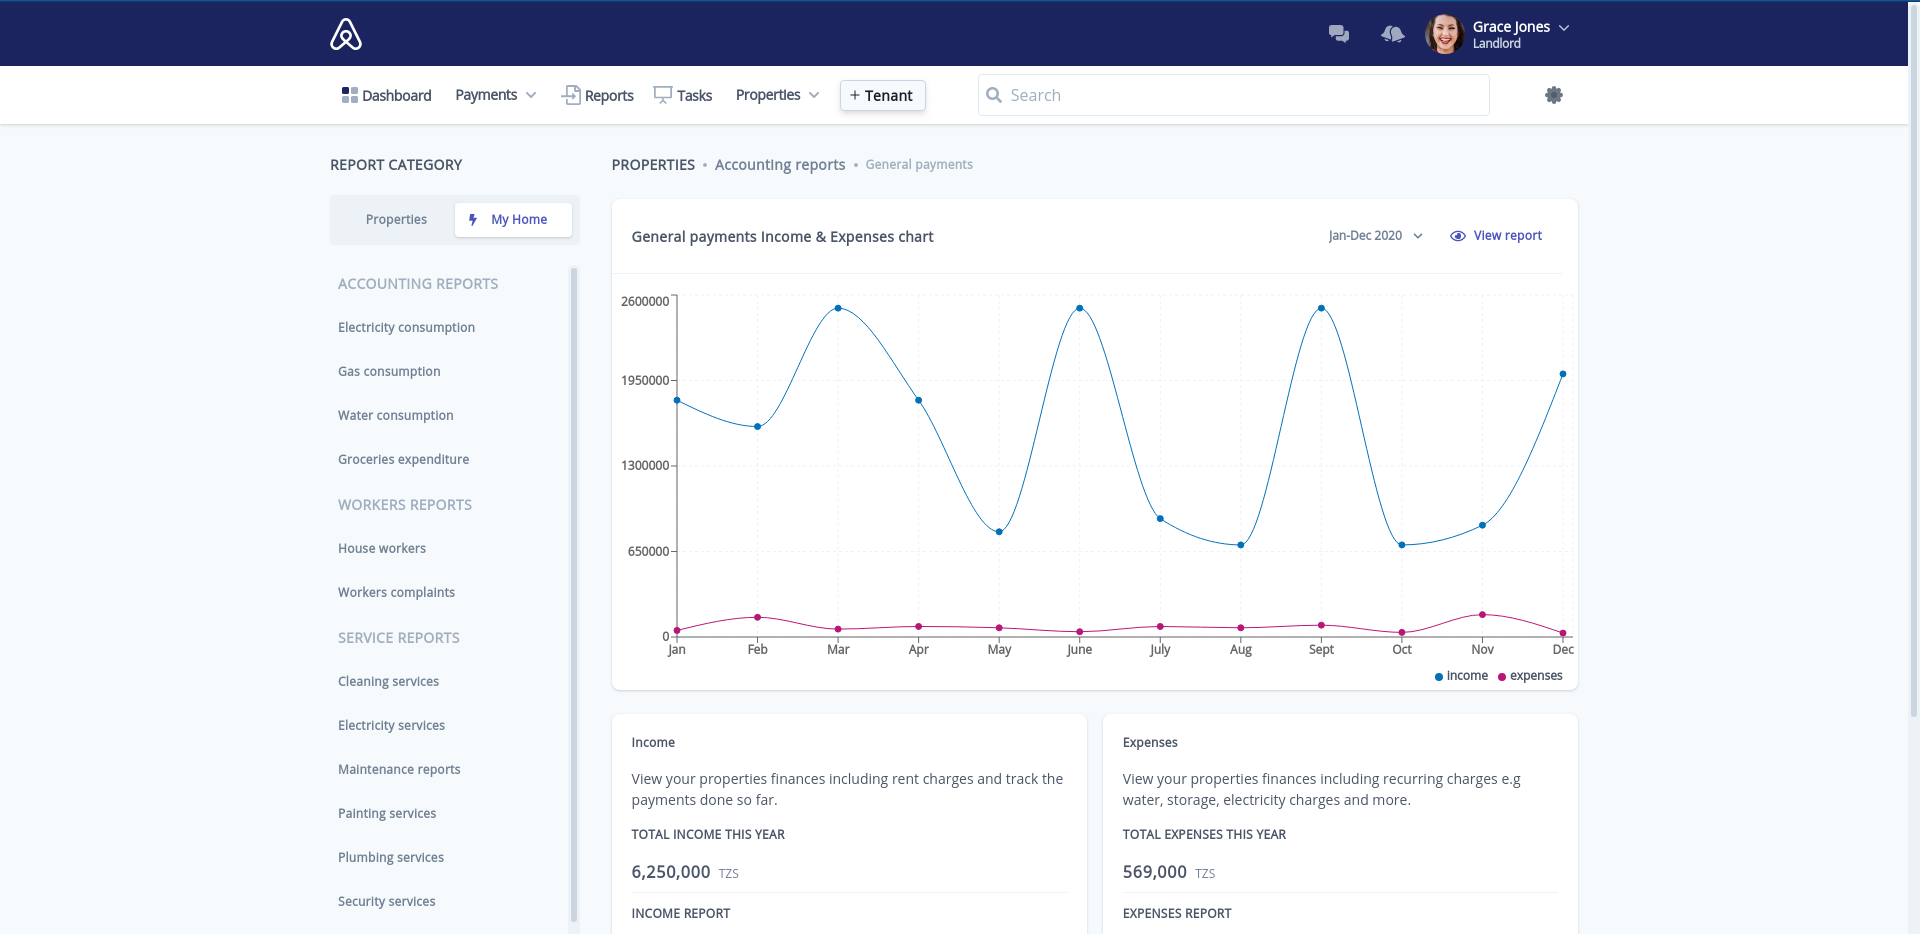 Grace Jones
Landlord
Dashboard
Payments
Reports
Tasks
Properties
+ Tenant
Search
REPORT CATEGORY
Properties
My Home
ACCOUNTING REPORTS
Electricity consumption
Gas consumption
Water consumption
Groceries expenditure
WORKERS REPORTS
House workers
Workers complaints
SERVICE REPORTS
Cleaning services
Electricity services
Maintenance reports
Painting services
Plumbing services
Security services
PROPERTIES • Accounting reports • General payments
General payments Income & Expenses chart
Jan-Dec 2020
View report
2600000
1950000
1300000
650000
0
Jan Feb Mar Apr May June July Aug Sept Oct Nov Dec
income expenses
Income
View your properties finances including rent charges and track the
payments done so far.
TOTAL INCOME THIS YEAR
6,250,000 TZS
INCOME REPORT
Expenses
View your properties finances including recurring charges e.g
water, storage, electricity charges and more.
TOTAL EXPENSES THIS YEAR
569,000 TZS
EXPENSES REPORT